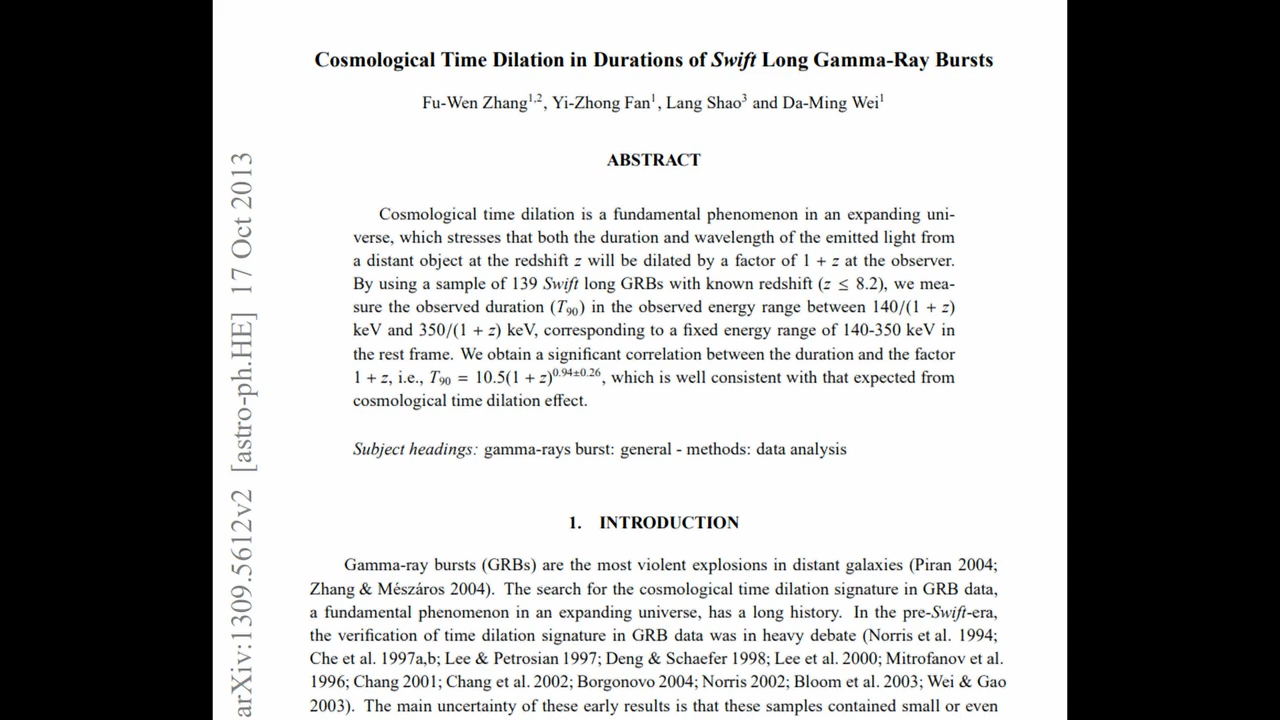 Cosmological Time Dilation in Durations of Swift Long Gamma-Ray Bursts
Fu-Wen Zhang1,2, Yi-Zhong Fan1, Lang Shao3 and Da-Ming Wei1
ABSTRACT
Cosmological time dilation is a fundamental phenomenon in an expanding uni-
verse, which stresses that both the duration and wavelength of the emitted light from
a distant object at the redshift z will be dilated by a factor of 1 + z at the observer.
By using a sample of 139 Swift long GRBs with known redshift (z ≤ 8.2), we mea-
sure the observed duration (T90) in the observed energy range between 140/(1 + z)
keV and 350/(1 + z) keV, corresponding to a fixed energy range of 140-350 keV in
the rest frame. We obtain a significant correlation between the duration and the factor
1 + z, i.e., T90 = 10.5(1 + z)^0.94±0.26, which is well consistent with that expected from
cosmological time dilation effect.
Subject headings: gamma-rays burst: general - methods: data analysis
1. INTRODUCTION
Gamma-ray bursts (GRBs) are the most violent explosions in distant galaxies (Piran 2004;
Zhang & Mészáros 2004). The search for the cosmological time dilation signature in GRB data,
a fundamental phenomenon in an expanding universe, has a long history. In the pre-Swift-era,
the verification of time dilation signature in GRB data was in heavy debate (Norris et al. 1994;
Che et al. 1997a,b; Lee & Petrosian 1997; Deng & Schaefer 1998; Lee et al. 2000; Mitrofanov et al.
1996; Chang 2001; Chang et al. 2002; Borgonovo 2004; Norris 2002; Bloom et al. 2003; Wei & Gao
2003). The main uncertainty of these early results is that these samples contained small or even
arXiv:1309.5612v2 [astro-ph.HE] 17 Oct 2013